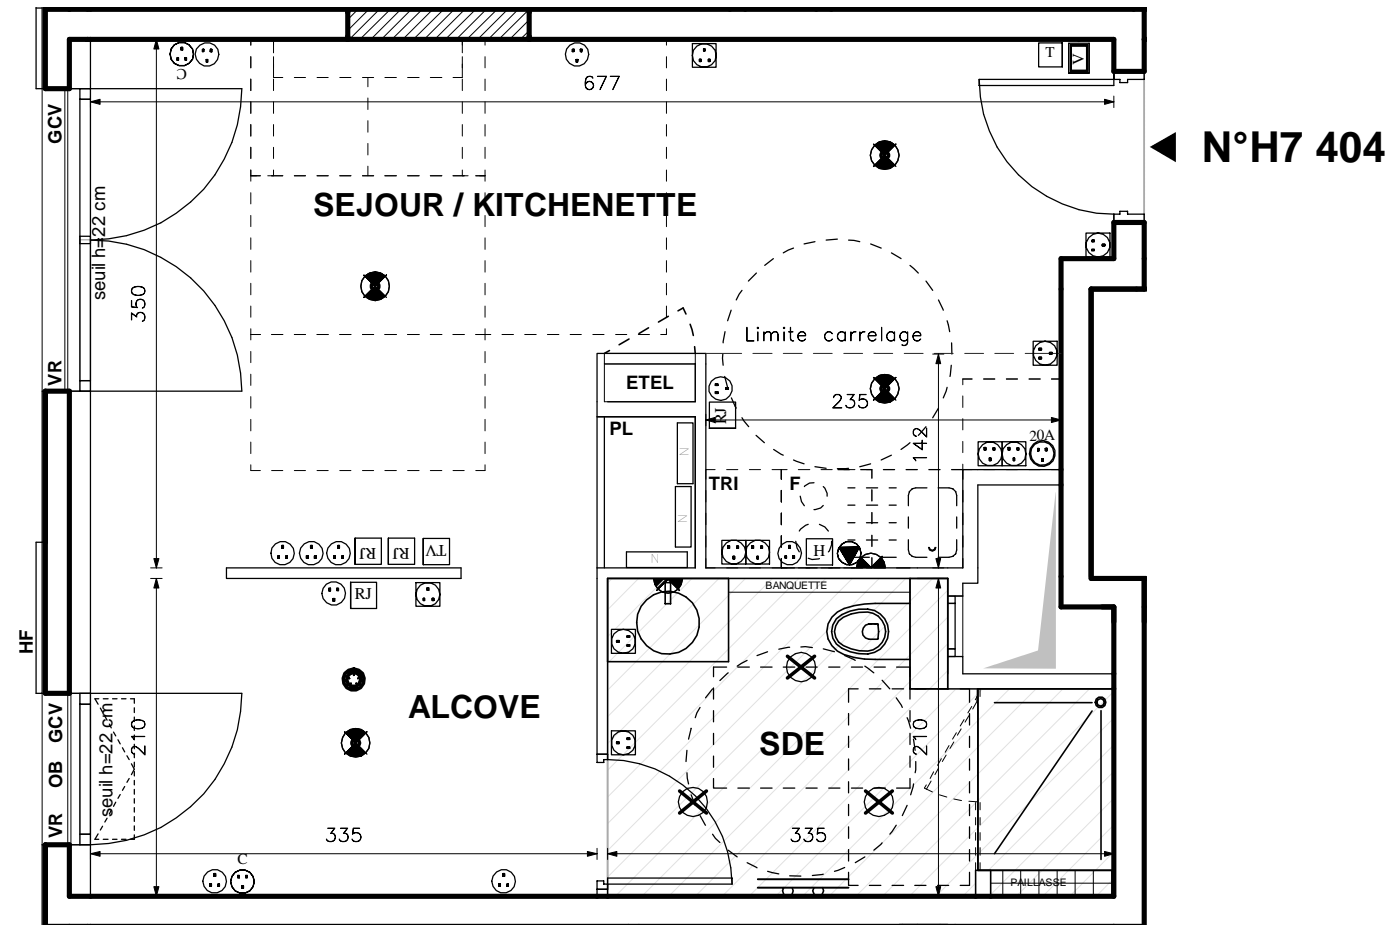 C
T
V
677
GCV
N°H7 404
seuil h=22 cm
SEJOUR / KITCHENETTE
350
Limite carrelage
VR
ETEL
235
RJ
PL
142
20A
N
TRI
F
N
RJ
RJ
TV
H
N
RJ
BANQUETTE
HF
GCV
seuil h=22 cm
210
ALCOVE
SDE
210
OB
VR
335
335
C
PAILLASSE